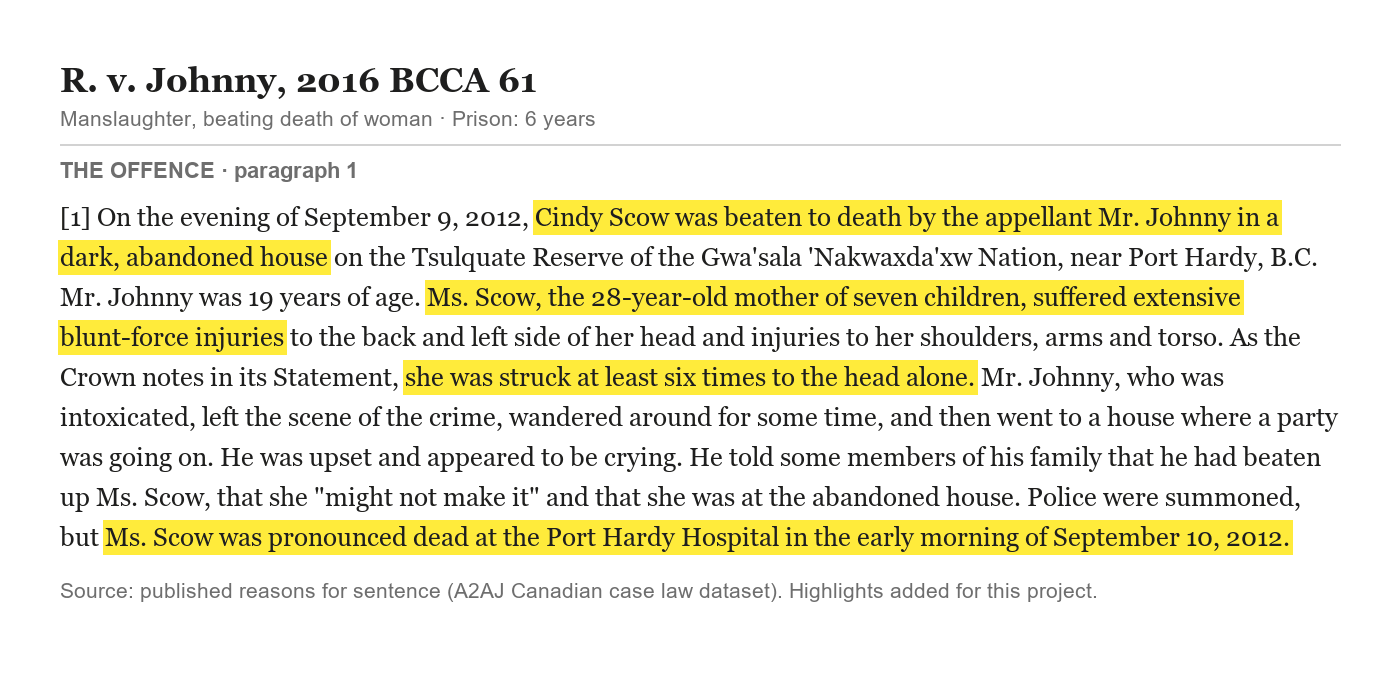 R. v. Johnny, 2016 BCCA 61
Manslaughter, beating death of woman · Prison: 6 years
THE OFFENCE · paragraph 1
[1] On the evening of September 9, 2012, Cindy Scow was beaten to death by the appellant Mr. Johnny in a
dark, abandoned house on the Tsulquate Reserve of the Gwa'sala 'Nakwaxda'xw Nation, near Port Hardy, B.C.
Mr. Johnny was 19 years of age. Ms. Scow, the 28-year-old mother of seven children, suffered extensive
blunt-force injuries to the back and left side of her head and injuries to her shoulders, arms and torso. As the
Crown notes in its Statement, she was struck at least six times to the head alone. Mr. Johnny, who was
intoxicated, left the scene of the crime, wandered around for some time, and then went to a house where a party
was going on. He was upset and appeared to be crying. He told some members of his family that he had beaten
up Ms. Scow, that she "might not make it" and that she was at the abandoned house. Police were summoned,
but Ms. Scow was pronounced dead at the Port Hardy Hospital in the early morning of September 10, 2012.
Source: published reasons for sentence (A2AJ Canadian case law dataset). Highlights added for this project.